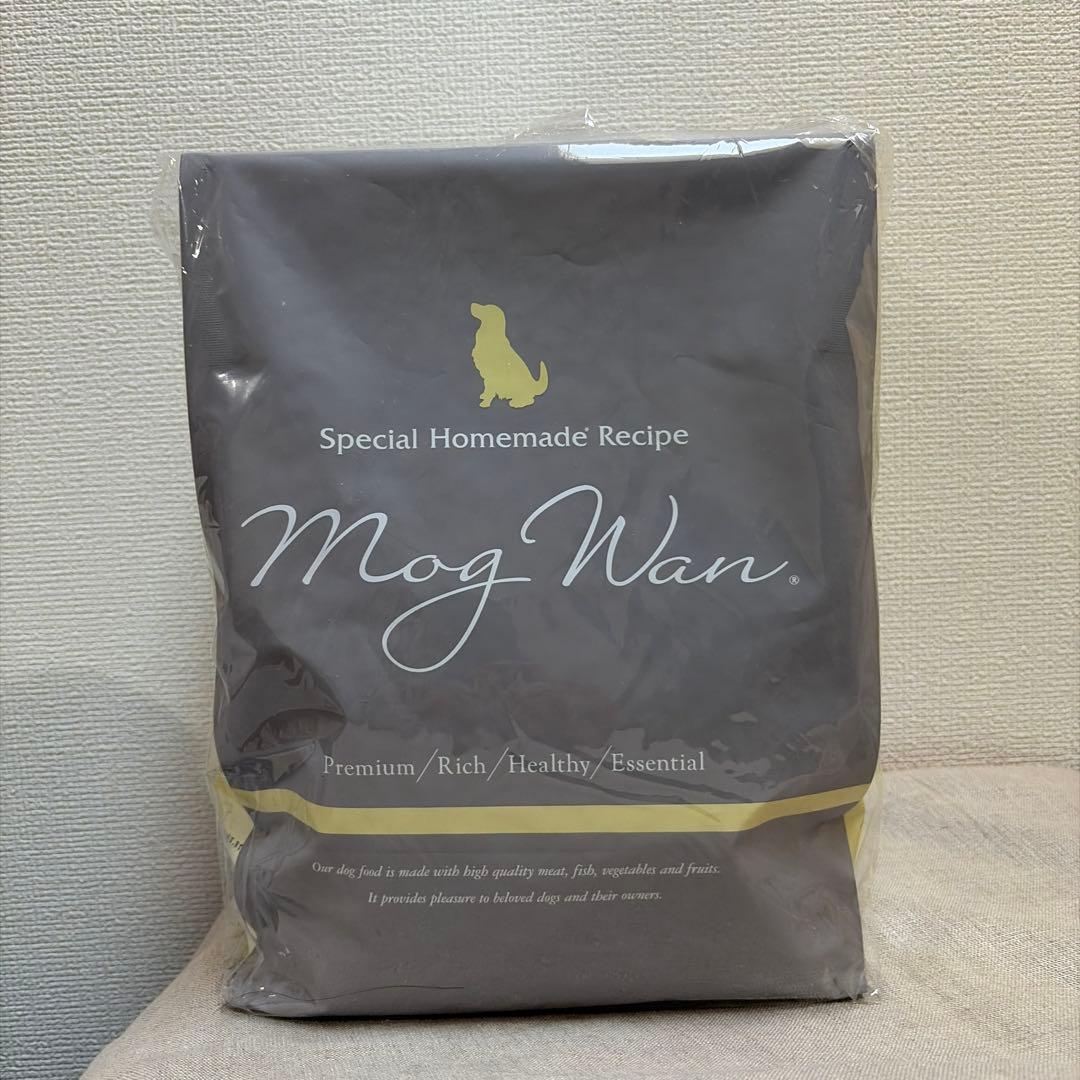 Special Homemade* Recipe
Mog Wan®
Premium/Rich/Healthy/Essential
Our dog food is made with high quality meat, fish, vegetables and fruits.
It provides pleasure to beloved dogs and their owners.